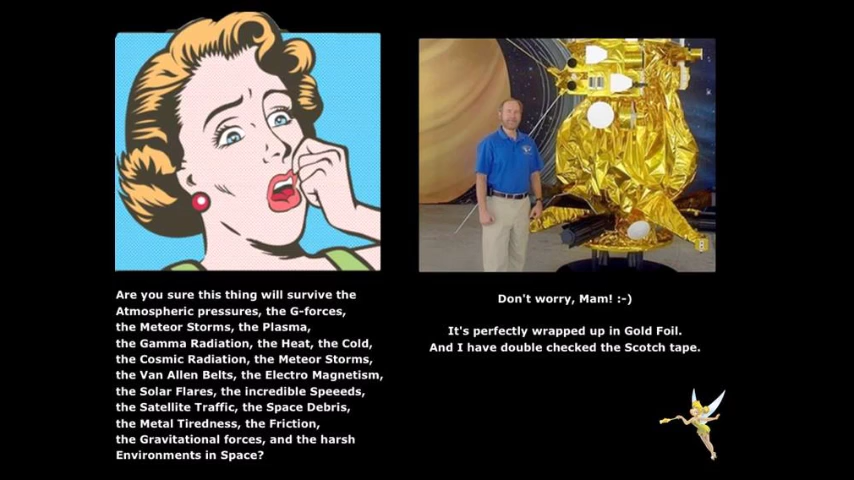 Are you sure this thing will survive the
Atmospheric pressures, the G-forces,
the Meteor Storms, the Plasma,
the Gamma Radiation, the Heat, the Cold,
the Cosmic Radiation, the Meteor Storms,
the Van Allen Belts, the Electro Magnetism,
the Solar Flares, the incredible Speeeds,
the Satellite Traffic, the Space Debris,
the Metal Tiredness, the Friction,
the Gravitational forces, and the harsh
Environments in Space?
Don't worry, Mam! :-)
It's perfectly wrapped up in Gold Foil.
And I have double checked the Scotch tape.